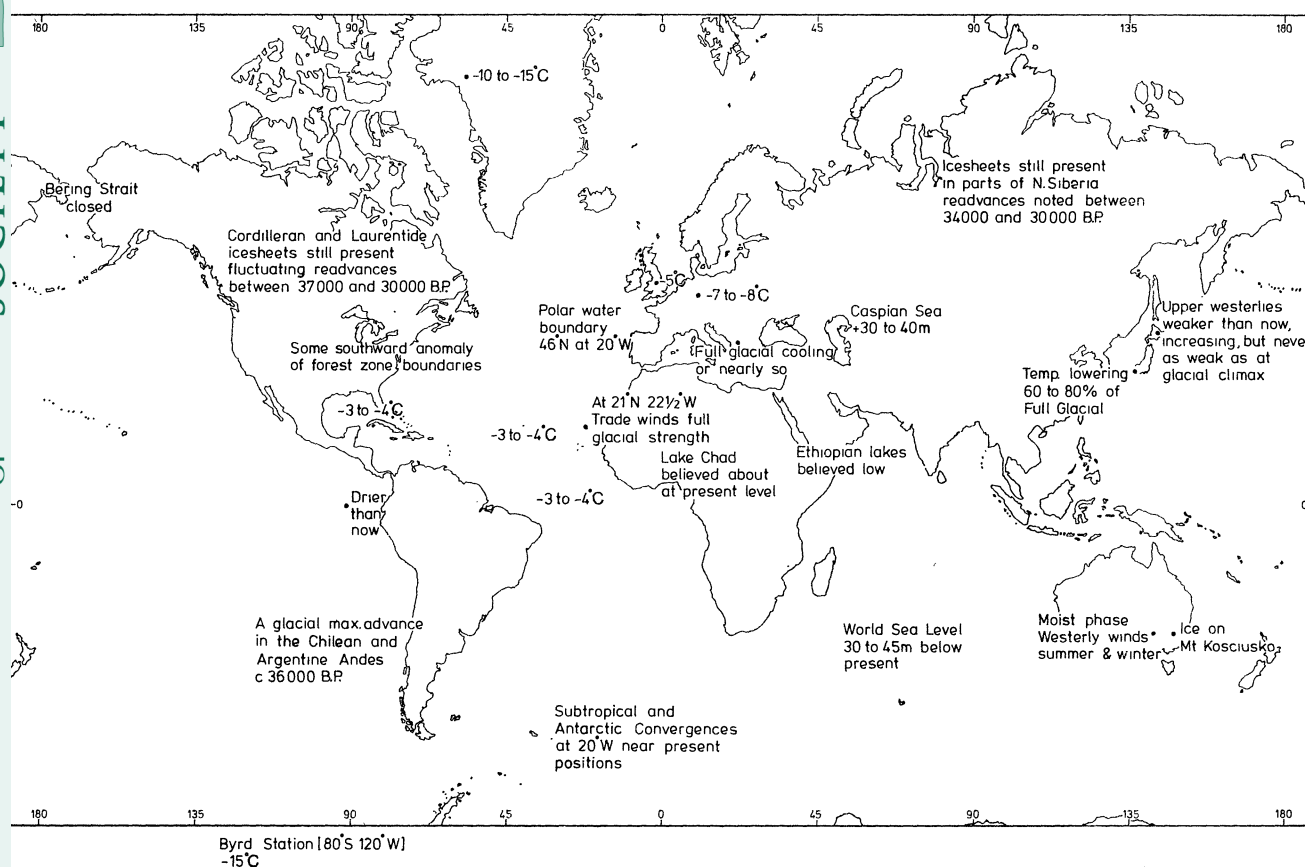 180 135 90 45 0 45 90 135 180
-10 to -15°C
Bering Strait
closed
Icesheets still present
in parts of N.Siberia
readvances noted between
34000 and 30000 B.P.
Cordilleran and Laurentide
icesheets still present
fluctuating readvances
between 37000 and 30000 B.P.
-5°C
-7 to -8°C
Polar water
boundary
46°N at 20°W
Caspian Sea
+30 to 40m
Upper westerlies
weaker than now,
increasing, but neve
as weak as at
glacial climax
Some southward anomaly
of forest zone boundaries
Full glacial cooling
or nearly so
Temp. lowering
60 to 80% of
Full Glacial
-3 to -4°C
At 21°N 22½°W
Trade winds full
glacial strength
-3 to -4°C
Lake Chad
believed about
at present level
Ethiopian lakes
believed low
-3 to -4°C
0
Drier
than
now
0
A glacial max. advance
in the Chilean and
Argentine Andes
c 36000 B.P.
World Sea Level
30 to 45m below
present
Moist phase
Westerly winds
summer & winter
Ice on
Mt Kosciusko
Subtropical and
Antarctic Convergences
at 20°W near present
positions
180 135 90 45 0 45 90 135 180
Byrd Station [80°S 120°W]
-15°C